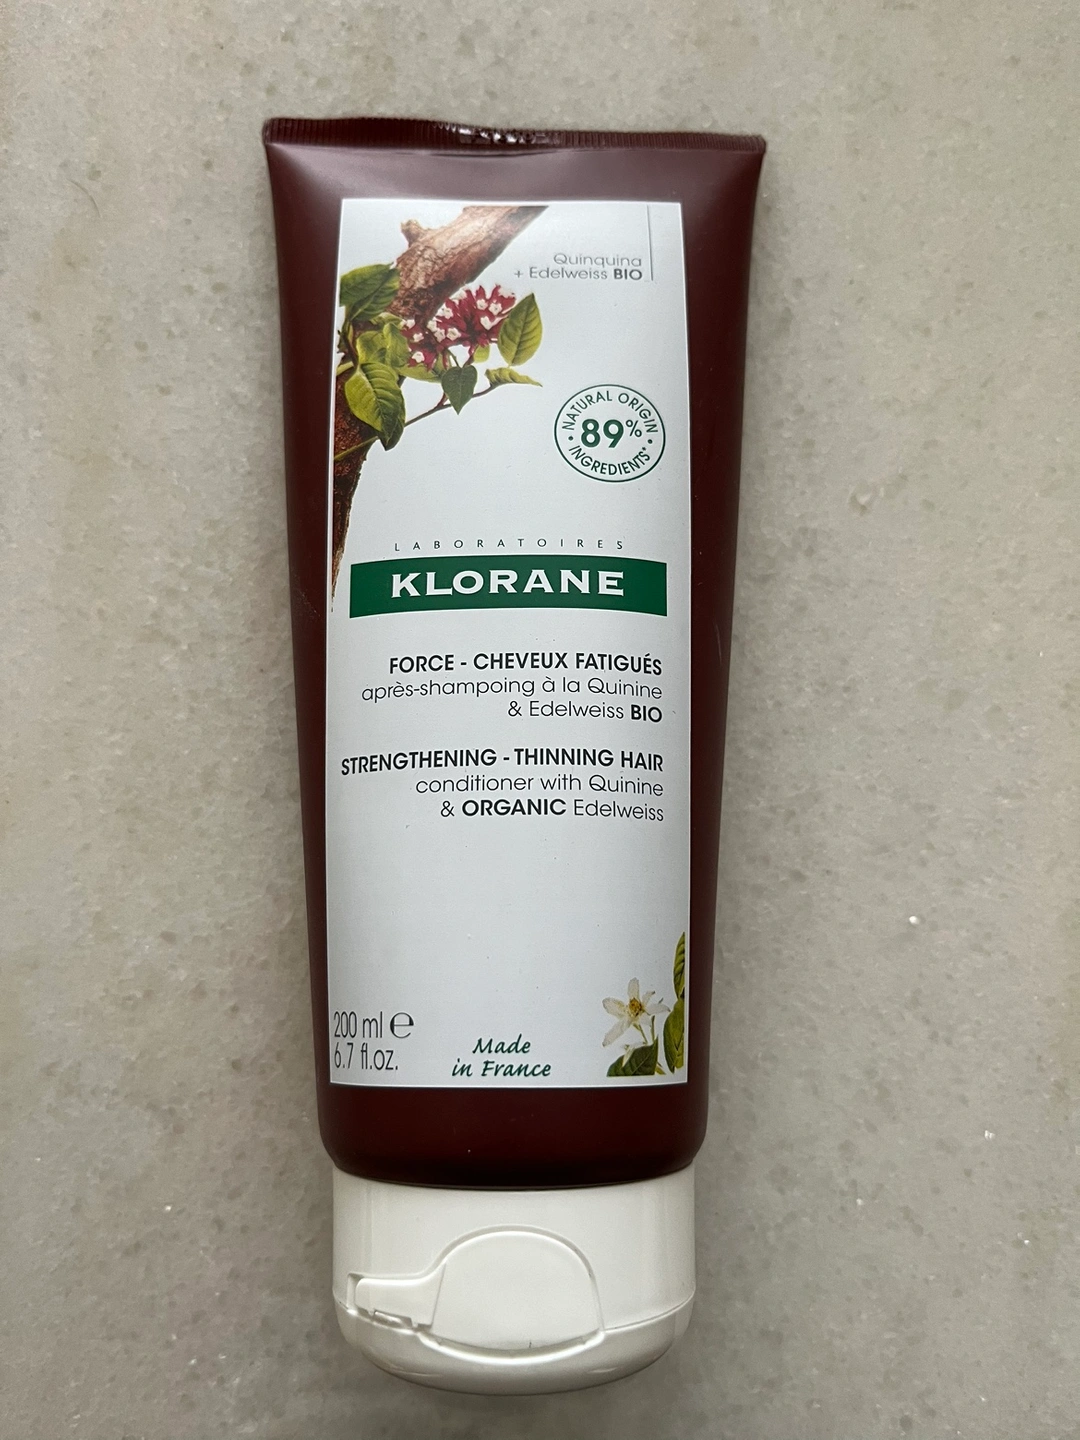 Quinquina
+ Edelweiss BIO
NATURAL ORIGIN
89%
INGREDIENTS*
LABORATOIRES
KLORANE
FORCE - CHEVEUX FATIGUÉS
après-shampoing à la Quinine
& Edelweiss BIO
STRENGTHENING - THINNING HAIR
conditioner with Quinine
& ORGANIC Edelweiss
200 ml e
6.7 fl.oz.
Made
in France